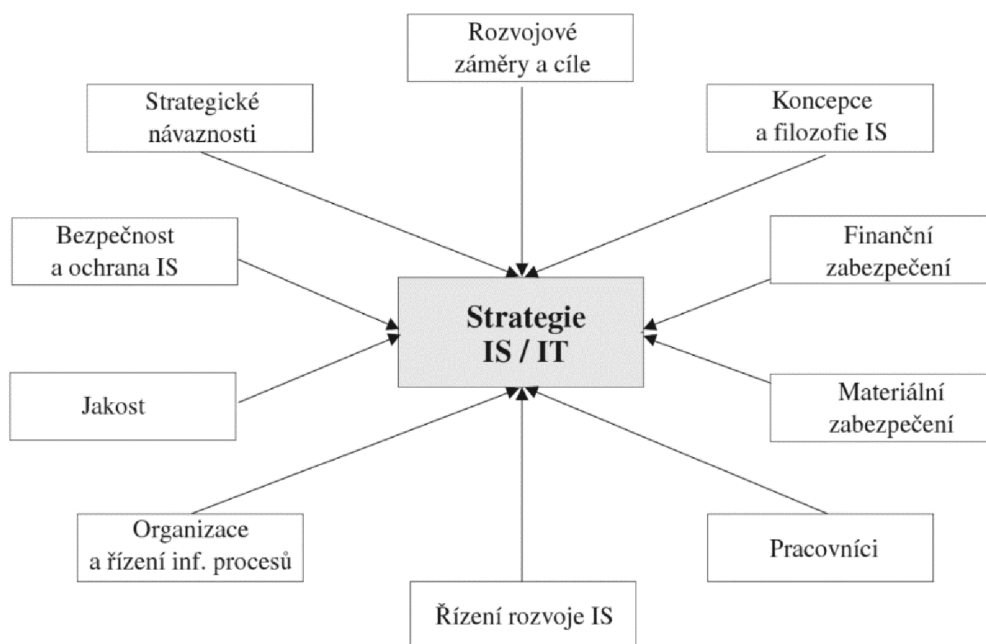 Rozvojové
záměry a cíle
Strategické
návaznosti
Koncepce
a filozofie IS
Bezpečnost
a ochrana IS
Finanční
zabezpečení
Strategie
IS / IT
Jakost
Materiální
zabezpečení
Organizace
a řízení inf. procesů
Pracovníci
Řízení rozvoje IS